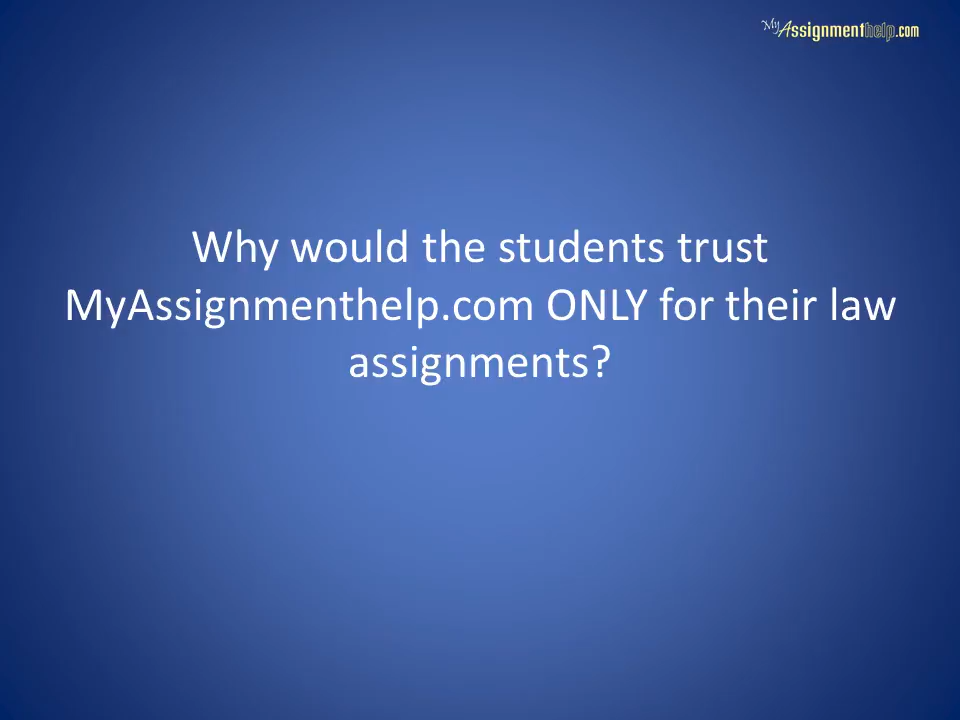 MyAssignmenthelp.com
Why would the students trust
MyAssignmenthelp.com ONLY for their law
assignments?